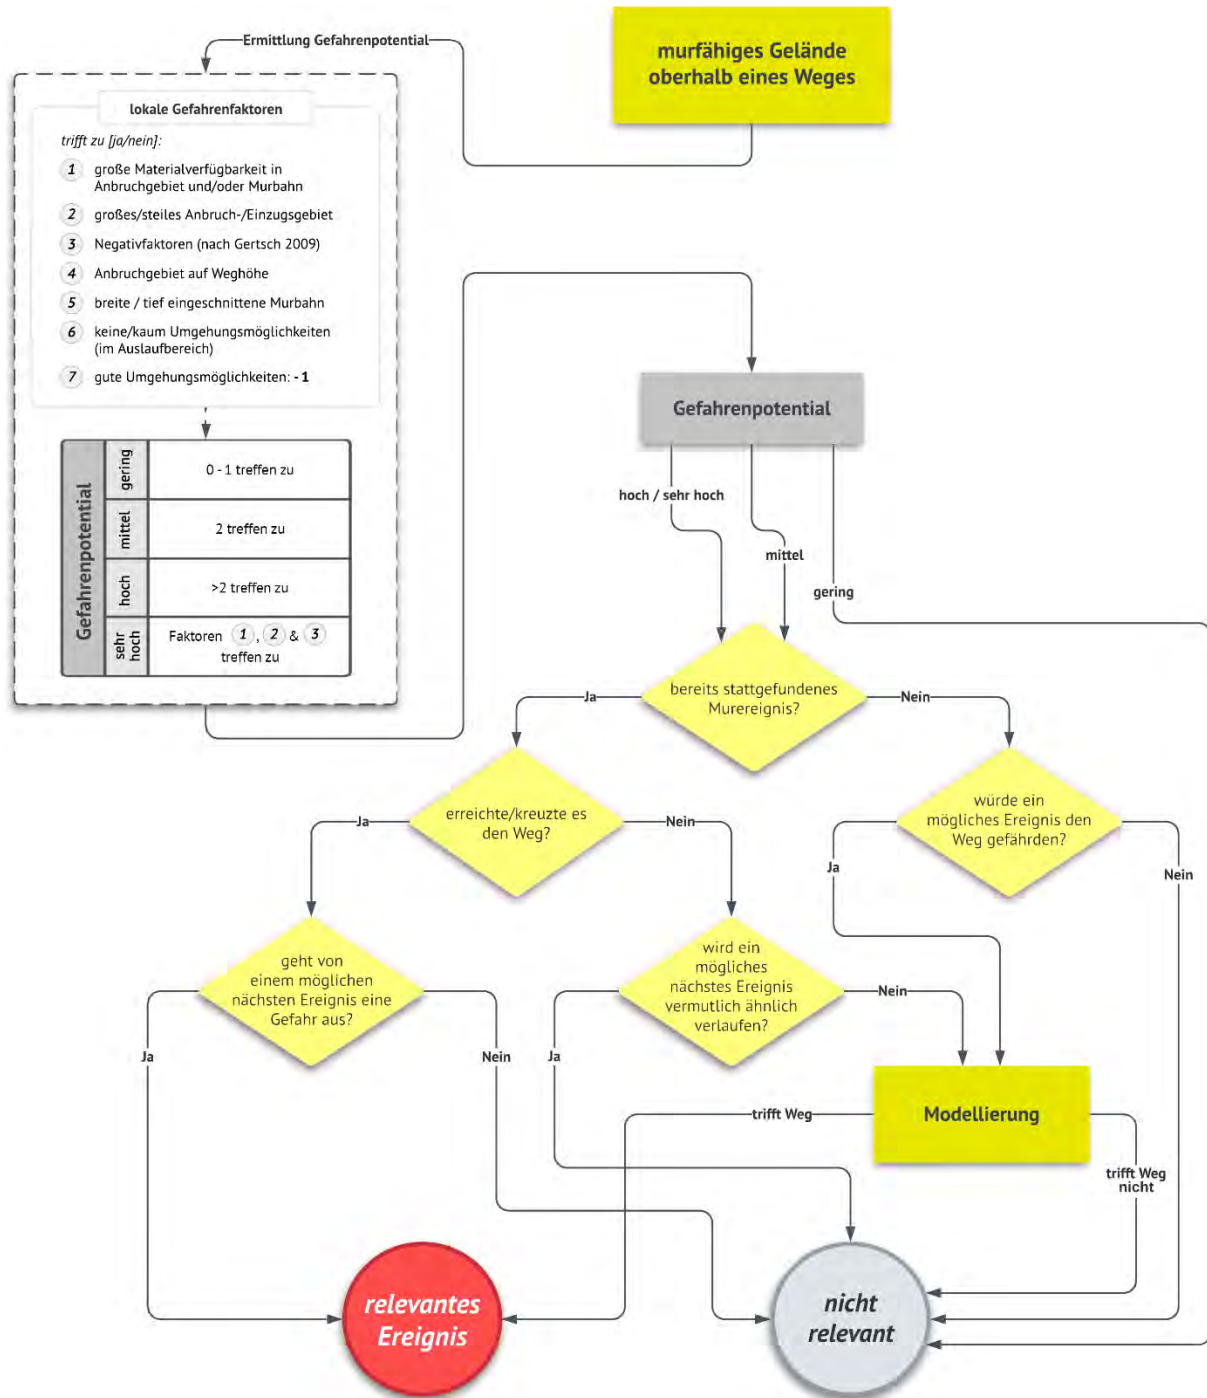 murfähiges Gelände
oberhalb eines Weges
Ermittlung Gefahrenpotential
lokale Gefahrenfaktoren
trifft zu [ja/nein]:
1 große Materialverfügbarkeit in
Anbruchgebiet und/oder Murbahn
2 großes/steiles Anbruch-/Einzugsgebiet
3 Negativfaktoren (nach Gertsch 2009)
4 Anbruchgebiet auf Weghöhe
5 breite / tief eingeschnittene Murbahn
6 keine/kaum Umgehungsmöglichkeiten
(im Auslaufbereich)
7 gute Umgehungsmöglichkeiten: - 1
Gefahrenpotential
gering
0 - 1 treffen zu
mittel
2 treffen zu
hoch
>2 treffen zu
sehr
hoch
Faktoren 1 , 2 & 3
treffen zu
Gefahrenpotential
hoch / sehr hoch
mittel
gering
bereits stattgefundenes
Murereignis?
Ja
Nein
erreichte/kreuzte es
den Weg?
Ja
Nein
würde ein
mögliches Ereignis den
Weg gefährden?
Ja
Nein
geht von
einem möglichen
nächsten Ereignis eine
Gefahr aus?
Ja
Nein
wird ein
mögliches
nächstes Ereignis
vermutlich ähnlich
verlaufen?
Ja
Nein
Modellierung
trifft Weg
trifft Weg
nicht
relevantes
Ereignis
nicht
relevant